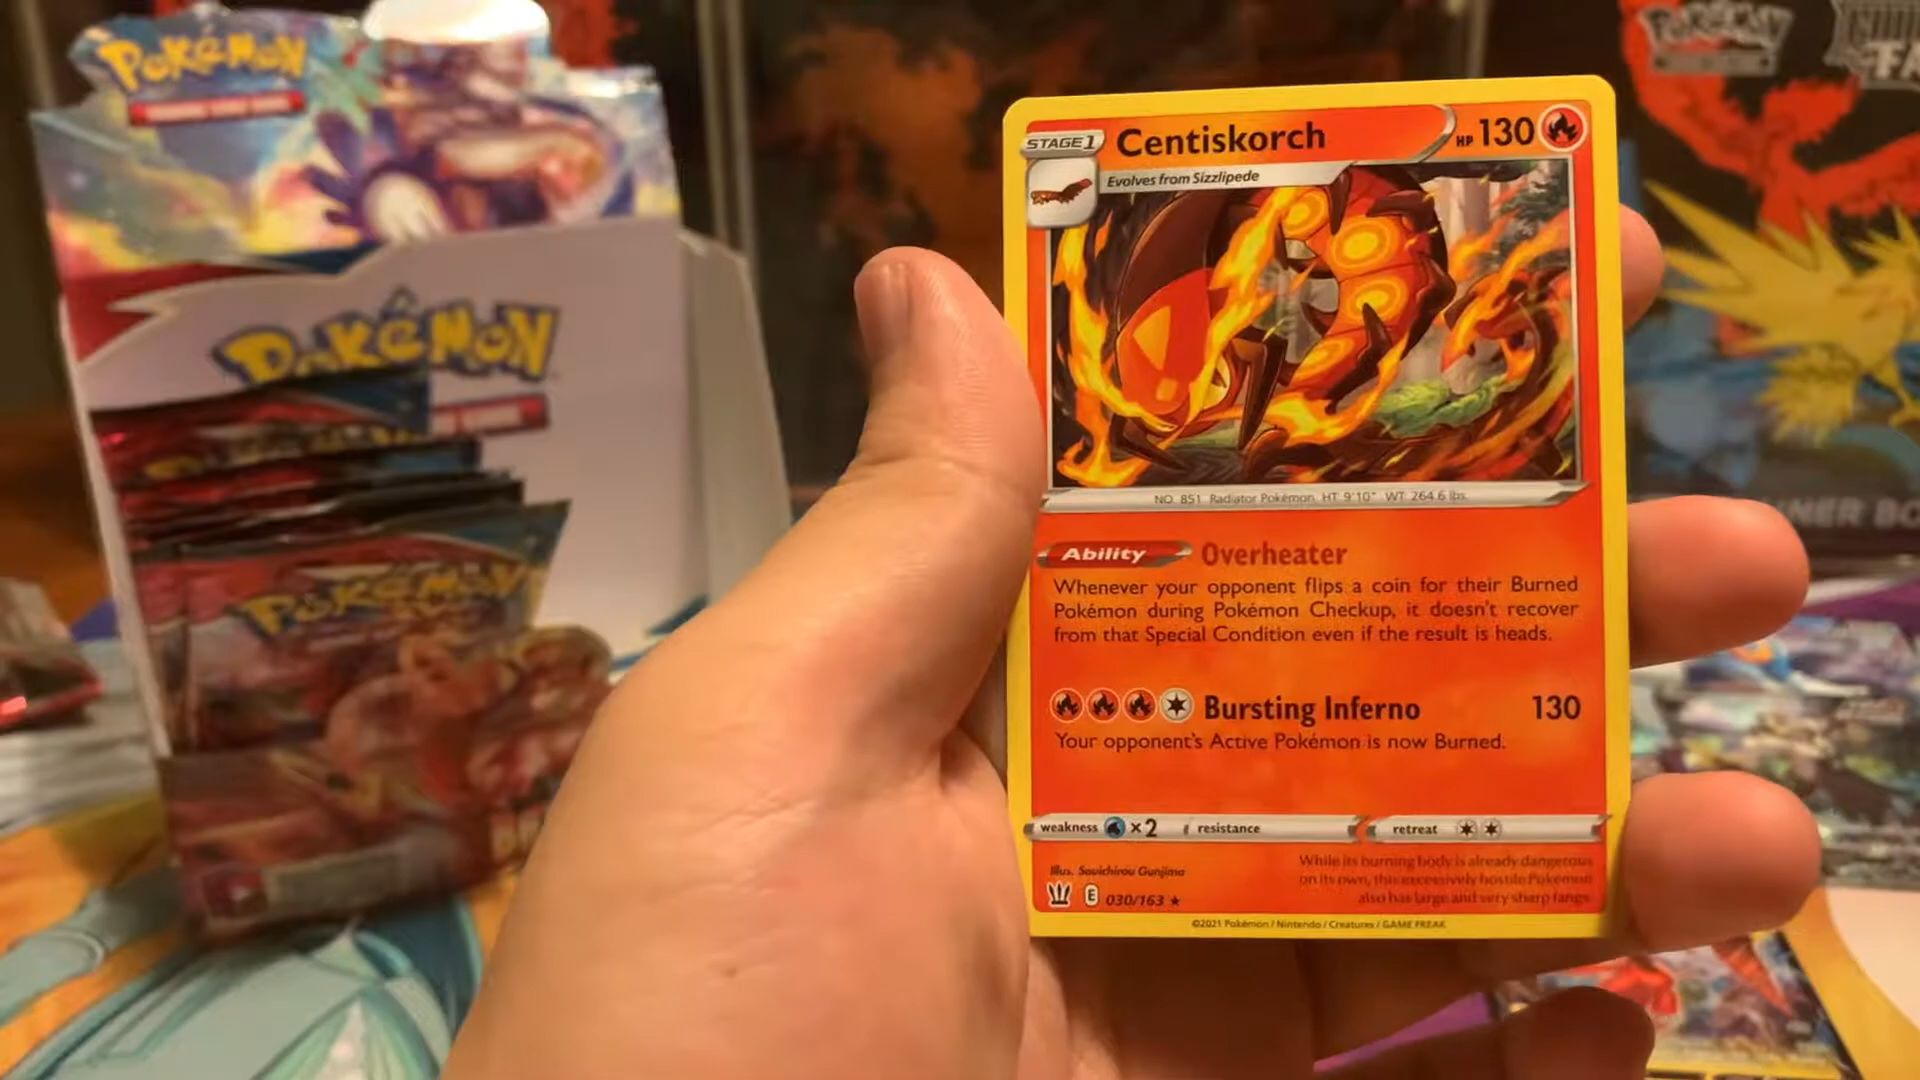 POKÉMON
POKÉMON
POKÉMON
POKÉMON
STAGE 1
Centiskorch
HP 130
Evolves from Sizzlipede
NO. 851 Radiator Pokémon HT 9'10" WT 264.6 lbs.
Ability Overheater
Whenever your opponent flips a coin for their Burned
Pokémon during Pokémon Checkup, it doesn't recover
from that Special Condition even if the result is heads.
Bursting Inferno 130
Your opponent's Active Pokémon is now Burned.
weakness ×2 resistance retreat
Illus. Souichirou Gunjima
E 030/163 ★
While its burning body is already dangerous
on its own, this excessively hostile Pokémon
also has large and very sharp fangs.
©2021 Pokémon / Nintendo / Creatures / GAME FREAK